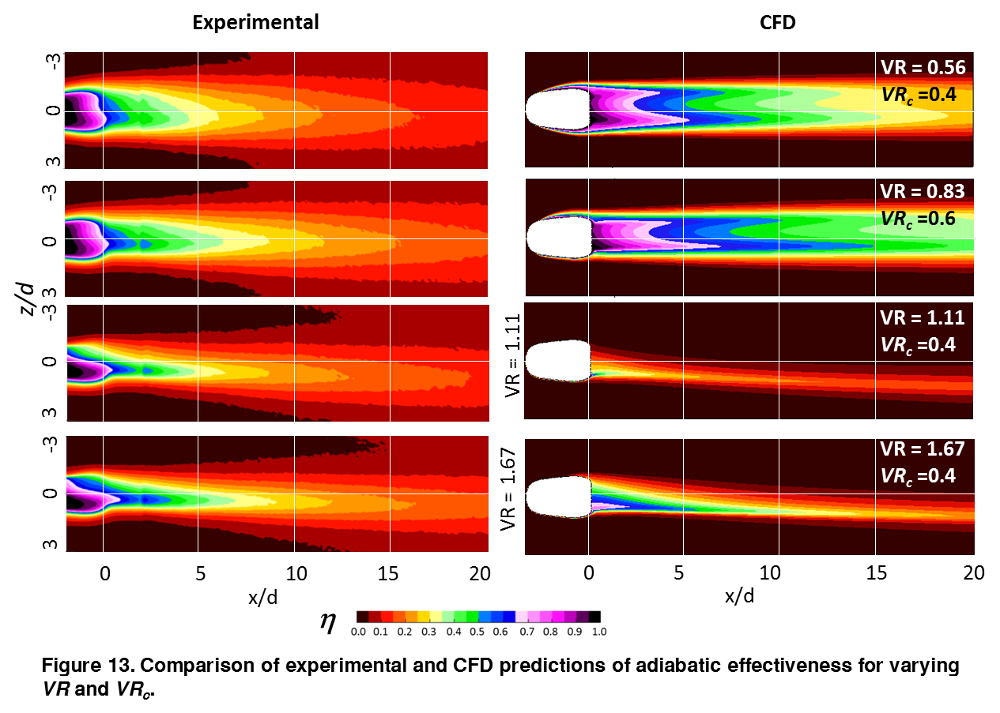 Experimental
CFD
-3
0
3
VR = 0.56
VRc =0.4
-3
0
3
VR = 0.83
VRc =0.6
z/d
-3
0
3
VR = 1.11
VR = 1.11
VRc =0.4
-3
0
3
VR = 1.67
VR = 1.67
VRc =0.4
0 5 10 15 20
x/d
0 5 10 15 20
x/d
η
0.0 0.1 0.2 0.3 0.4 0.5 0.6 0.7 0.8 0.9 1.0
Figure 13. Comparison of experimental and CFD predictions of adiabatic effectiveness for varying
VR and VRc.